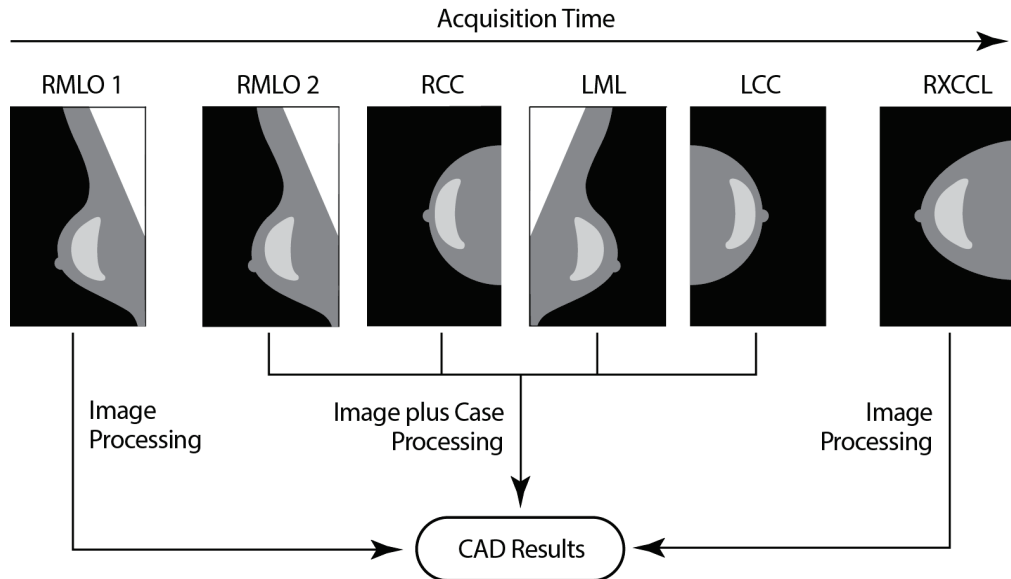 Acquisition Time
RMLO 1
RMLO 2
RCC
LML
LCC
RXCCL
Image
Processing
Image plus Case
Processing
Image
Processing
CAD Results